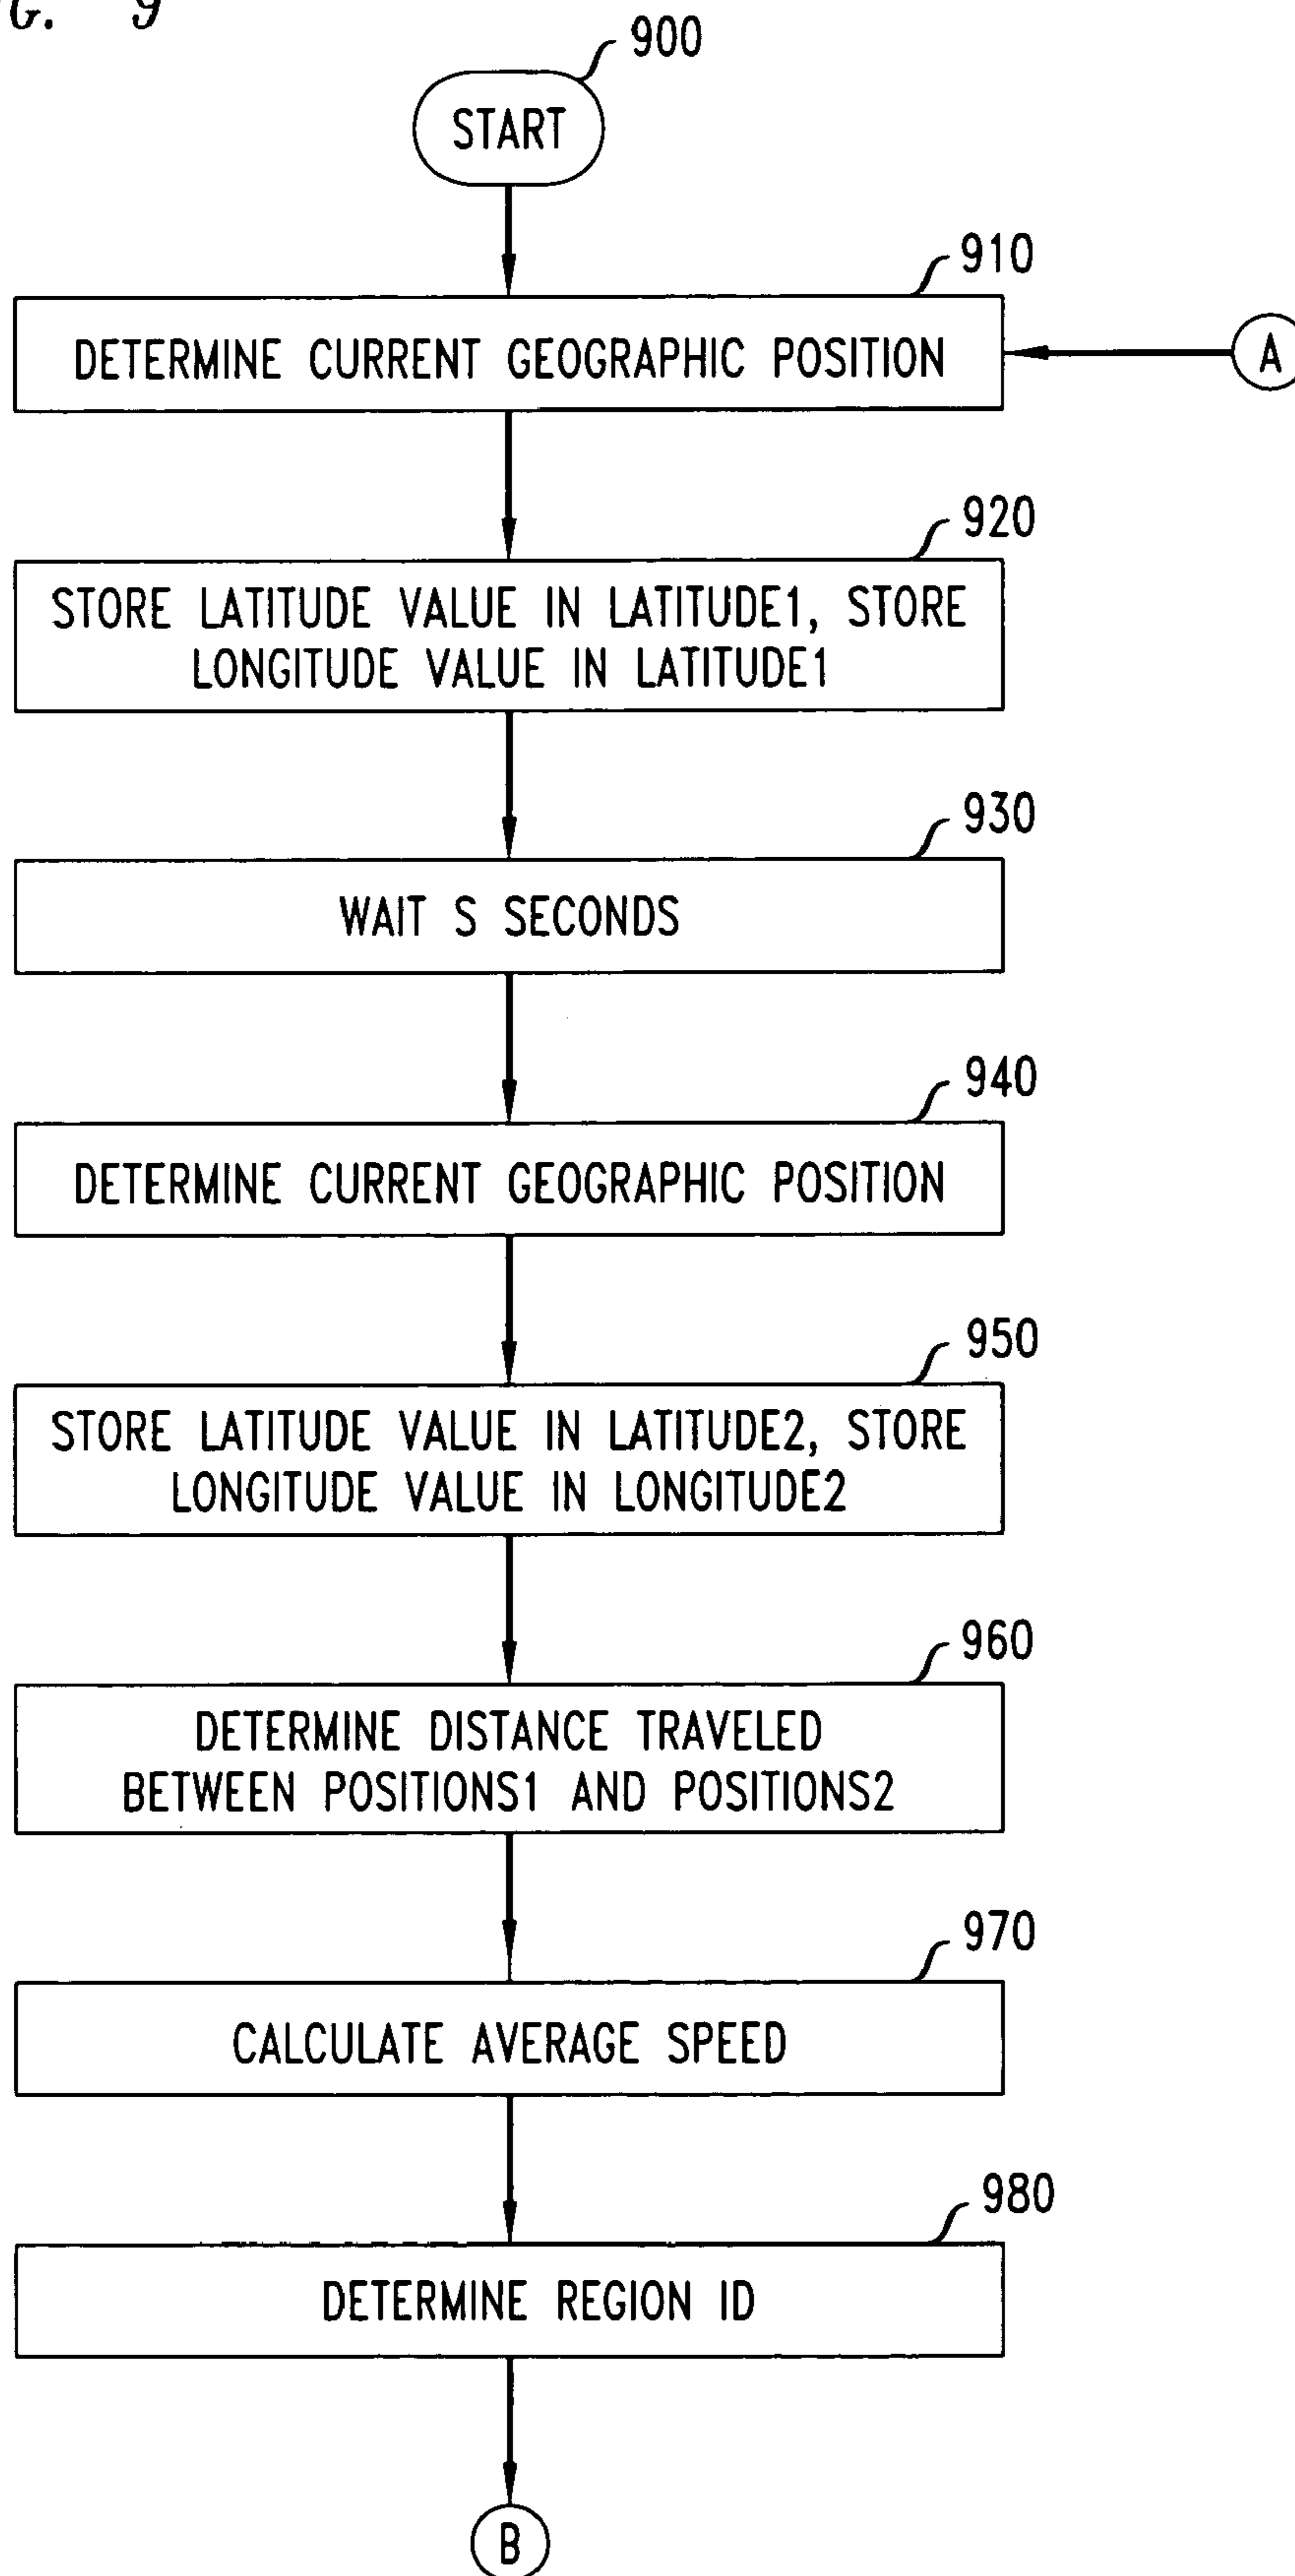 G. 9
900
START
910
DETERMINE CURRENT GEOGRAPHIC POSITION
A
920
STORE LATITUDE VALUE IN LATITUDE1, STORE
LONGITUDE VALUE IN LATITUDE1
930
WAIT S SECONDS
940
DETERMINE CURRENT GEOGRAPHIC POSITION
950
STORE LATITUDE VALUE IN LATITUDE2, STORE
LONGITUDE VALUE IN LONGITUDE2
960
DETERMINE DISTANCE TRAVELED
BETWEEN POSITIONS1 AND POSITIONS2
970
CALCULATE AVERAGE SPEED
980
DETERMINE REGION ID
B